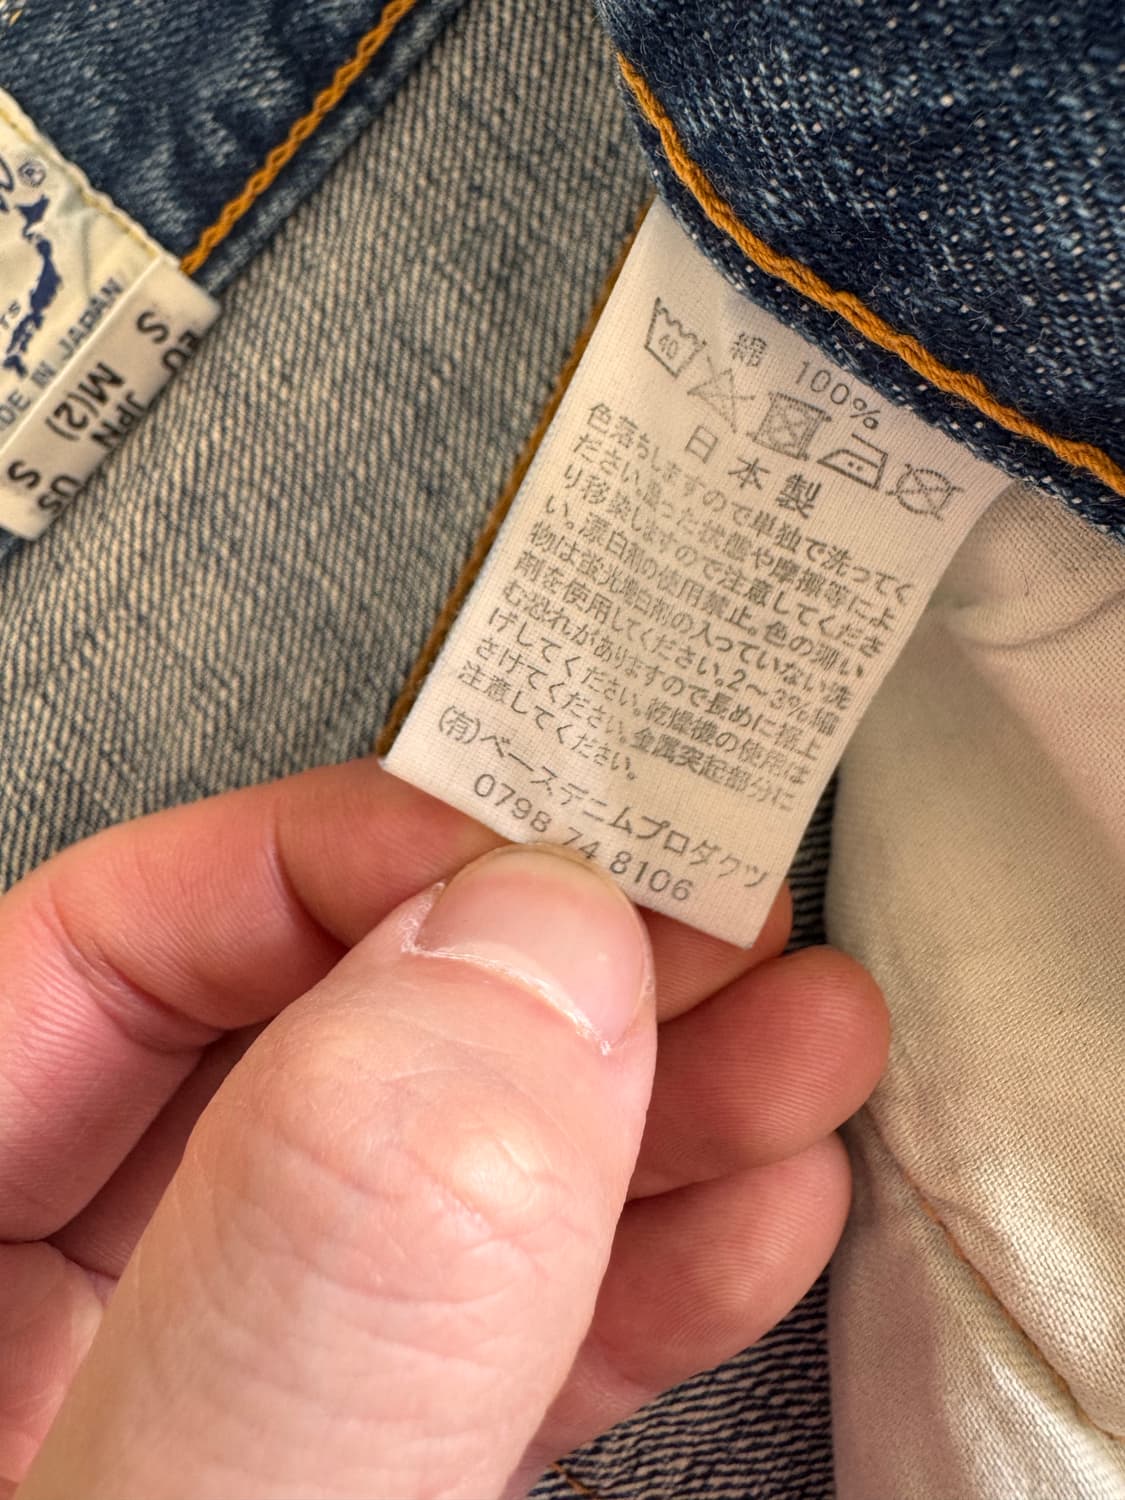 綿 100%
40
日本製
色落ちしますので単独で洗ってく
ださい。湿った状態や摩擦等によ
り移染しますので注意してくださ
い。漂白剤の使用禁止。色の薄い
物は蛍光増白剤の入っていない洗
剤を使用してください。2～3%縮
む恐れがありますので長めに裾上
げしてください。乾燥機の使用は
さけてください。金属突起部分に
注意してください。
(有)ベースデニムプロダクツ
0798 74 8106
®
IN JAPAN
EU JPN US
S M(2) S